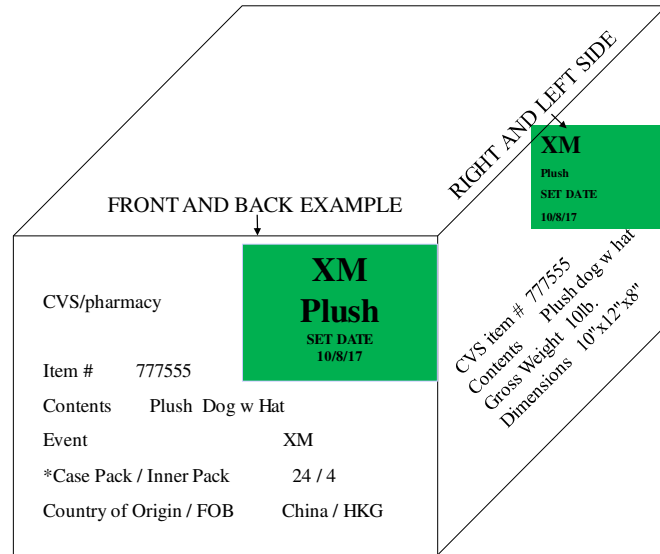 RIGHT AND LEFT SIDE
XM
Plush
SET DATE
10/8/17
FRONT AND BACK EXAMPLE
XM
Plush
SET DATE
10/8/17
CVS/pharmacy
Item # 777555
Contents Plush Dog w Hat
Event XM
*Case Pack / Inner Pack 24 / 4
Country of Origin / FOB China / HKG
CVS item # 777555
Contents Plush dog w hat
Gross Weight 10lb.
Dimensions 10"x12"x8"